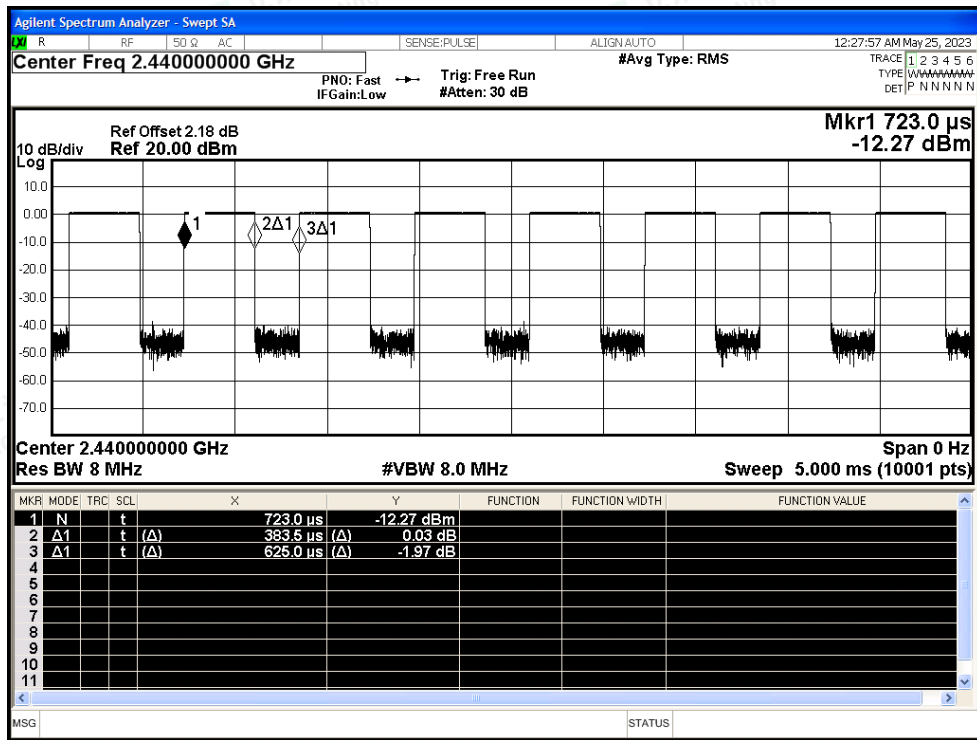 Agilent Spectrum Analyzer - Swept SA
LXI R RF 50 Ω AC SENSE:PULSE ALIGN AUTO 12:27:57 AM May 25, 2023
Center Freq 2.440000000 GHz
#Avg Type: RMS
TRACE 1 2 3 4 5 6
TYPE W
DET P N N N N N
PNO: Fast
IFGain:Low
Trig: Free Run
#Atten: 30 dB
Mkr1 723.0 µs
-12.27 dBm
Ref Offset 2.18 dB
10 dB/div Ref 20.00 dBm
Log
10.0
0.00
-10.0
-20.0
-30.0
-40.0
-50.0
-60.0
-70.0
1 2Δ1 3Δ1
Center 2.440000000 GHz Span 0 Hz
Res BW 8 MHz #VBW 8.0 MHz Sweep 5.000 ms (10001 pts)
MKR MODE TRC SCL X Y FUNCTION FUNCTION WIDTH FUNCTION VALUE
1 N t 723.0 µs -12.27 dBm
2 Δ1 t (Δ) 383.5 µs (Δ) 0.03 dB
3 Δ1 t (Δ) 625.0 µs (Δ) -1.97 dB
4
5
6
7
8
9
10
11
MSG STATUS